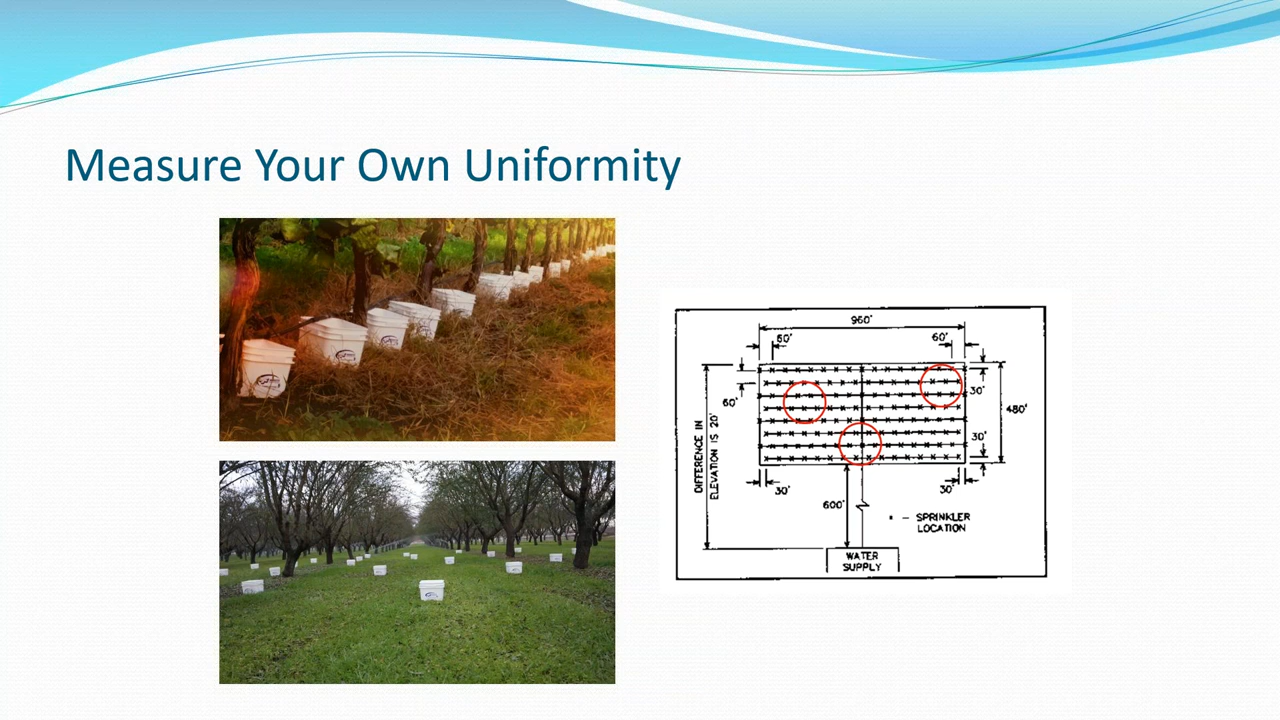 Measure Your Own Uniformity
960'
60'
60'
60'
30'
480'
30'
DIFFERENCE IN
ELEVATION IS 20'
30'
30'
600'
* - SPRINKLER
LOCATION
WATER
SUPPLY